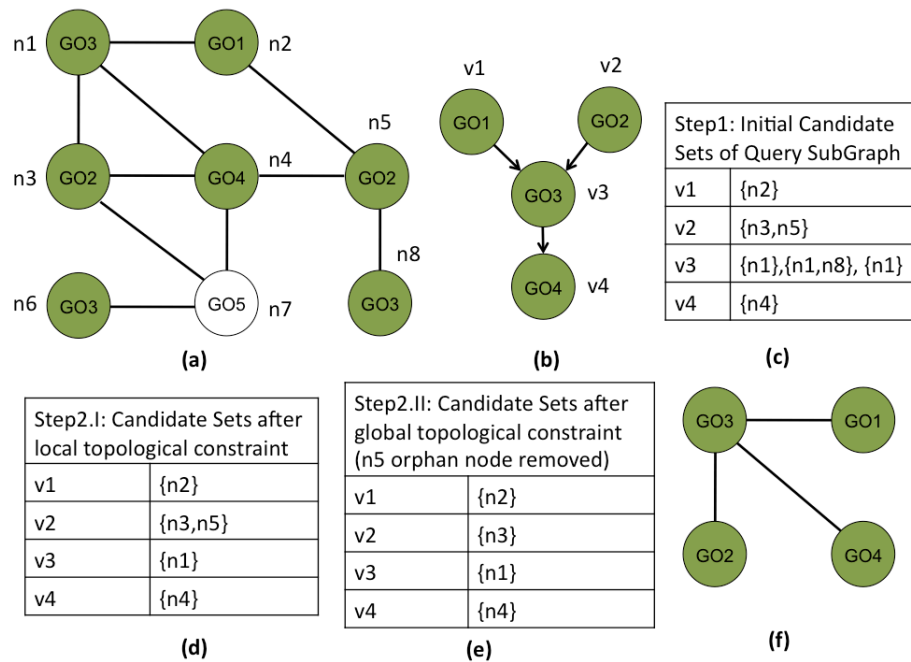 n1
GO3
GO1
n2
n5
n3
GO2
GO4
n4
GO2
n8
n6
GO3
GO5
n7
GO3
(a)
v1
v2
GO1
GO2
GO3
v3
GO4
v4
(b)
Step1: Initial Candidate
Sets of Query SubGraph
v1 {n2}
v2 {n3,n5}
v3 {n1},{n1,n8}, {n1}
v4 {n4}
(c)
Step2.I: Candidate Sets after
local topological constraint
v1 {n2}
v2 {n3,n5}
v3 {n1}
v4 {n4}
(d)
Step2.II: Candidate Sets after
global topological constraint
(n5 orphan node removed)
v1 {n2}
v2 {n3}
v3 {n1}
v4 {n4}
(e)
GO3
GO1
GO2
GO4
(f)